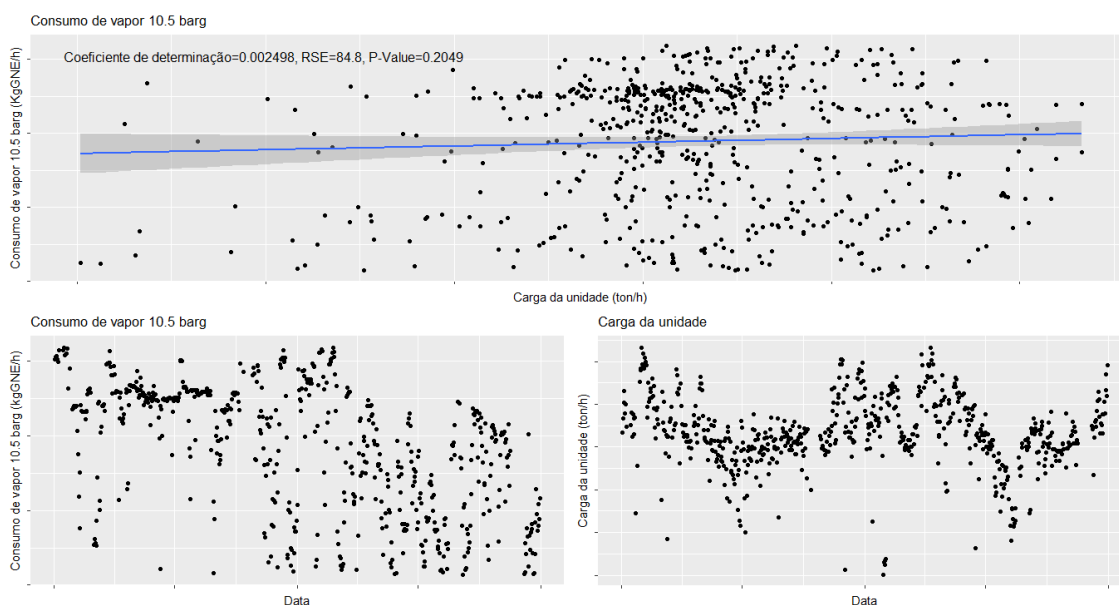 Consumo de vapor 10.5 barg
Coeficiente de determinação=0.002498, RSE=84.8, P-Value=0.2049
Consumo de vapor 10.5 barg (KgGNE/h)
Carga da unidade (ton/h)
Consumo de vapor 10.5 barg
Consumo de vapor 10.5 barg (kgGNE/h)
Data
Carga da unidade
Carga da unidade (ton/h)
Data